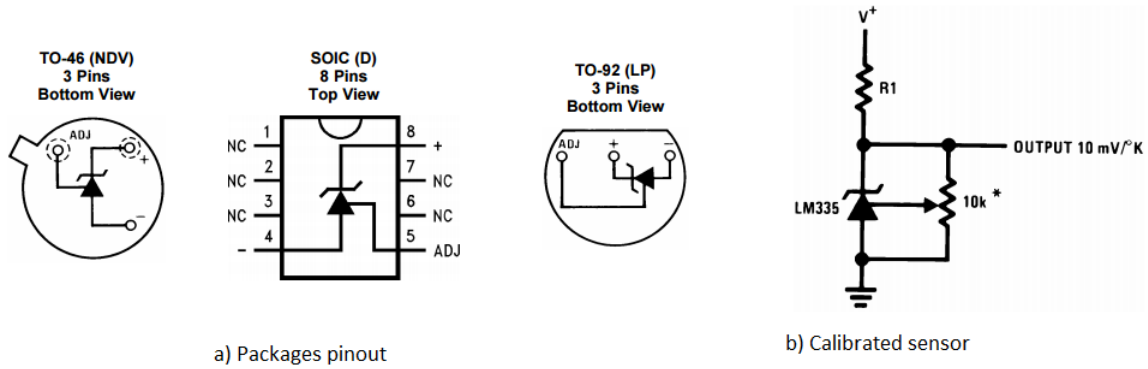 TO-46 (NDV)
3 Pins
Bottom View
ADJ
+
-
SOIC (D)
8 Pins
Top View
NC 1
NC 2
NC 3
- 4
8 +
7 NC
6 NC
5 ADJ
TO-92 (LP)
3 Pins
Bottom View
ADJ + -
a) Packages pinout
V+
R1
OUTPUT 10 mV/°K
LM335
10k *
b) Calibrated sensor